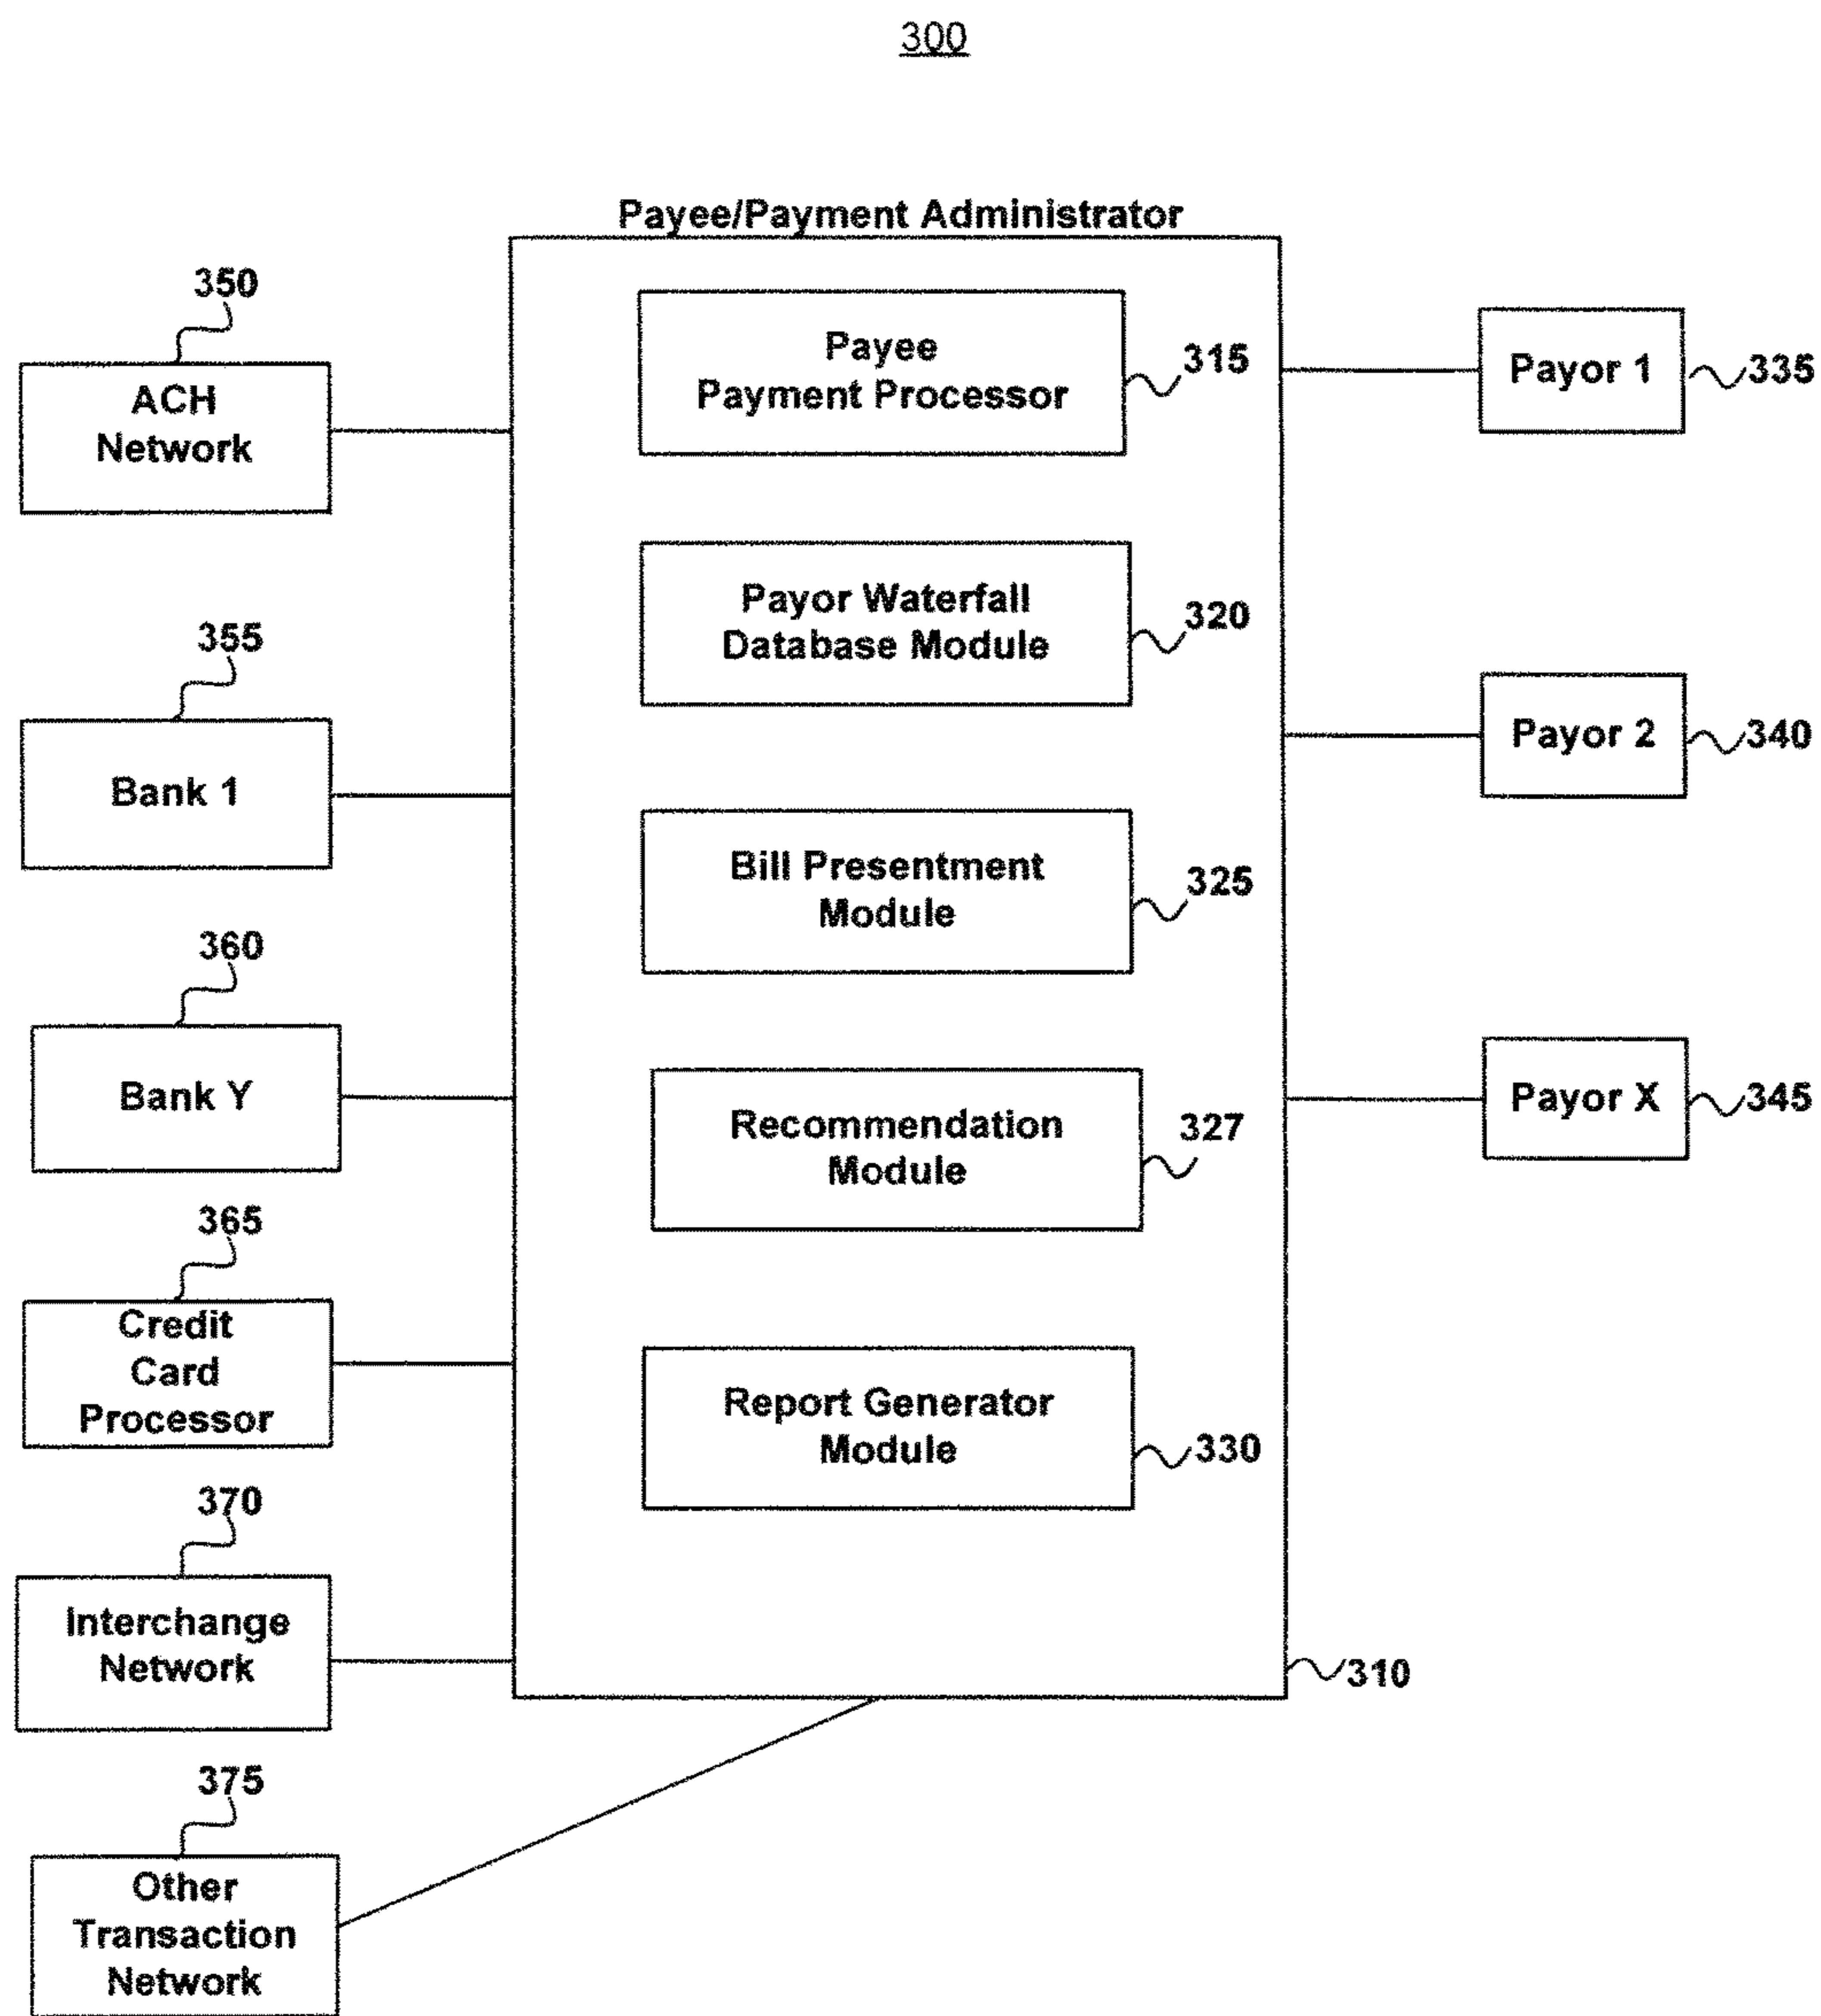 300
Payee/Payment Administrator
350
ACH
Network
355
Bank 1
360
Bank Y
365
Credit
Card
Processor
370
Interchange
Network
375
Other
Transaction
Network
Payee
Payment Processor
315
Payor Waterfall
Database Module
320
Bill Presentment
Module
325
Recommendation
Module
327
Report Generator
Module
330
310
Payor 1
335
Payor 2
340
Payor X
345